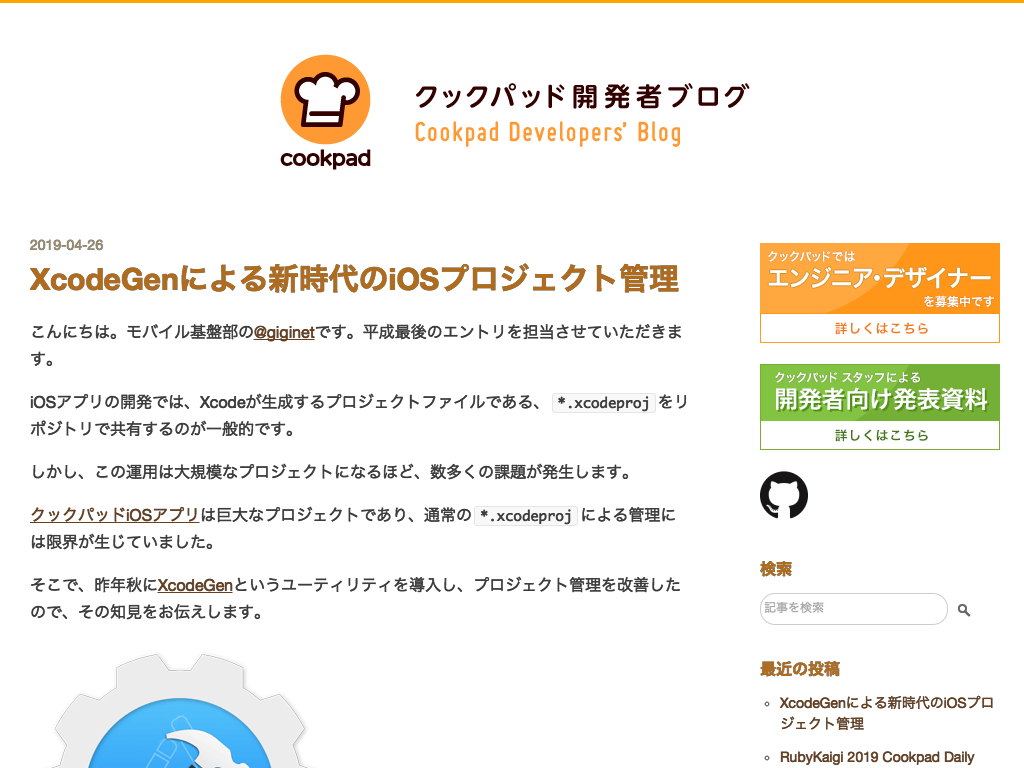 cookpad
クックパッド開発者ブログ
Cookpad Developers' Blog
2019-04-26
XcodeGenによる新時代のiOSプロジェクト管理
こんにちは。モバイル基盤部の@giginetです。平成最後のエントリを担当させていただきま
す。
iOSアプリの開発では、Xcodeが生成するプロジェクトファイルである、 *.xcodeproj をリ
ポジトリで共有するのが一般的です。
しかし、この運用は大規模なプロジェクトになるほど、数多くの課題が発生します。
クックパッドiOSアプリは巨大なプロジェクトであり、通常の *.xcodeproj による管理に
は限界が生じていました。
そこで、昨年秋にXcodeGenというユーティリティを導入し、プロジェクト管理を改善した
ので、その知見をお伝えします。
クックパッドでは
エンジニア・デザイナー
を募集中です
詳しくはこちら
クックパッド スタッフによる
開発者向け発表資料
詳しくはこちら
検索
記事を検索
最近の投稿
XcodeGenによる新時代のiOSプロ
ジェクト管理
RubyKaigi 2019 Cookpad Daily